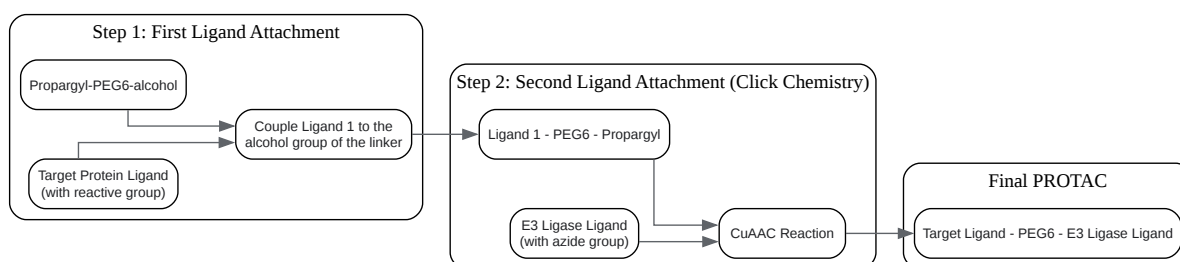 Step 1: First Ligand Attachment
Propargyl-PEG6-alcohol
Target Protein Ligand
(with reactive group)
Couple Ligand 1 to the
alcohol group of the linker
Step 2: Second Ligand Attachment (Click Chemistry)
Ligand 1 - PEG6 - Propargyl
E3 Ligase Ligand
(with azide group)
CuAAC Reaction
Final PROTAC
Target Ligand - PEG6 - E3 Ligase Ligand